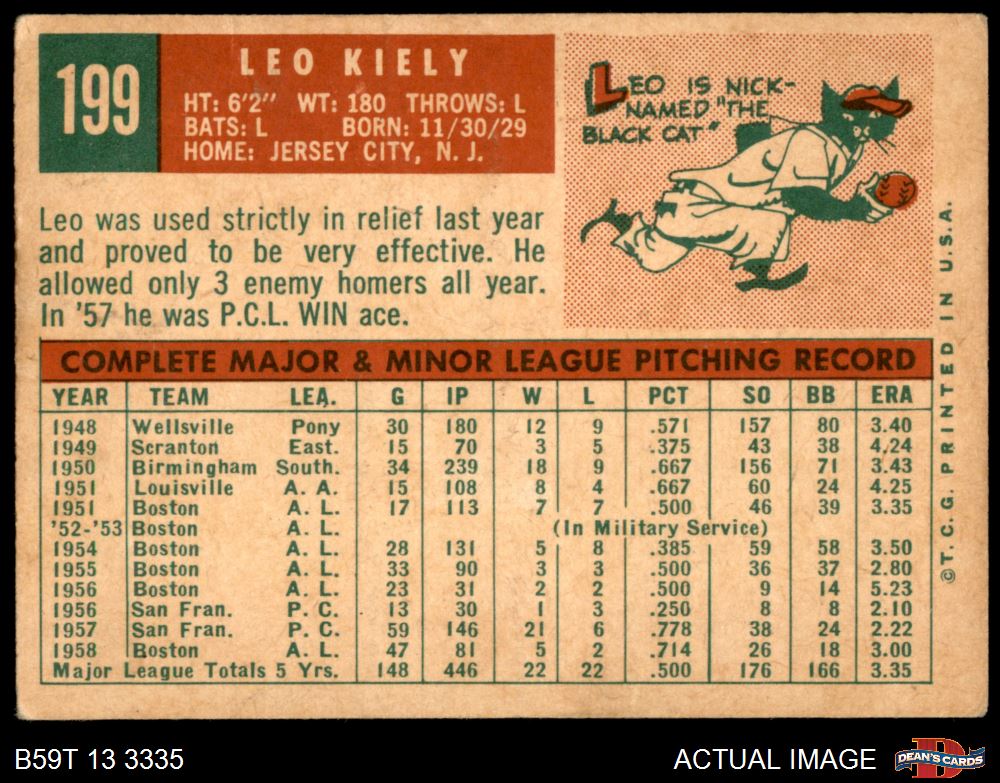 199
LEO KIELY
HT: 6'2" WT: 180 THROWS: L
BATS: L BORN: 11/30/29
HOME: JERSEY CITY, N. J.
LEO IS NICK-
NAMED "THE
BLACK CAT"
Leo was used strictly in relief last year
and proved to be very effective. He
allowed only 3 enemy homers all year.
In '57 he was P.C.L. WIN ace.
COMPLETE MAJOR & MINOR LEAGUE PITCHING RECORD
YEAR TEAM LEA. G IP W L PCT SO BB ERA
1948 Wellsville Pony 30 180 12 9 .571 157 80 3.40
1949 Scranton East. 15 70 3 5 .375 43 38 4.24
1950 Birmingham South. 34 239 18 9 .667 156 71 3.43
1951 Louisville A. A. 15 108 8 4 .667 60 24 4.25
1951 Boston A. L. 17 113 7 7 .500 46 39 3.35
'52-'53 Boston A. L. (In Military Service)
1954 Boston A. L. 28 131 5 8 .385 59 58 3.50
1955 Boston A. L. 33 90 3 3 .500 36 37 2.80
1956 Boston A. L. 23 31 2 2 .500 9 14 5.23
1956 San Fran. P. C. 13 30 1 3 .250 8 8 2.10
1957 San Fran. P. C. 59 146 21 6 .778 38 24 2.22
1958 Boston A. L. 47 81 5 2 .714 26 18 3.00
Major League Totals 5 Yrs. 148 446 22 22 .500 176 166 3.35
©T. C. G. PRINTED IN U.S.A.
B59T 13 3335
ACTUAL IMAGE
D
DEAN'S CARDS